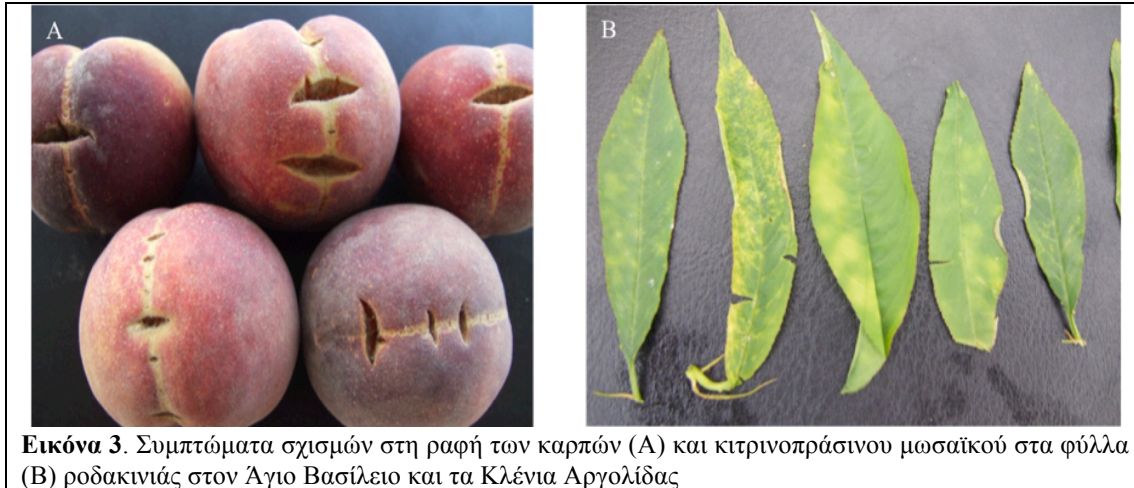 A
B
Εικόνα 3. Συμπτώματα σχισμών στη ραφή των καρπών (Α) και κιτρινοπράσινου μωσαϊκού στα φύλλα
(Β) ροδακινιάς στον Άγιο Βασίλειο και τα Κλένια Αργολίδας